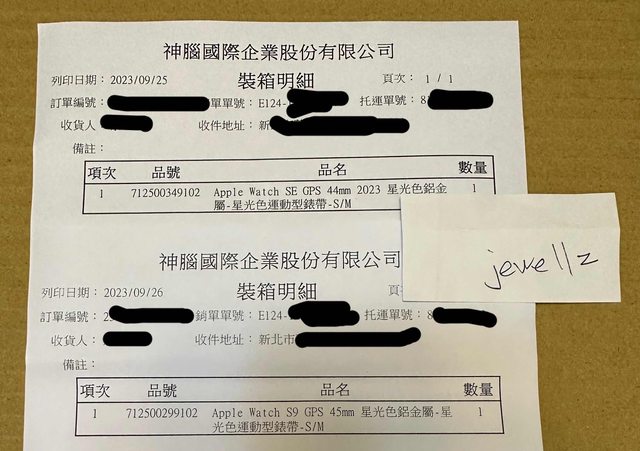 神腦國際企業股份有限公司
列印日期：2023/09/25 裝箱明細 頁次： 1 / 1
訂單編號： 銷單單號：E124- 托運單號：8
收貨人 收件地址：新
備註：
項次 品號 品名 數量
1 712500349102 Apple Watch SE GPS 44mm 2023 星光色鋁金 1
屬-星光色運動型錶帶-S/M
jewellz
神腦國際企業股份有限公司
列印日期：2023/09/26 裝箱明細 頁
訂單編號：2 銷單單號：E124- 托運單號：8
收貨人： 收件地址：新北市
備註：
項次 品號 品名 數量
1 712500299102 Apple Watch S9 GPS 45mm 星光色鋁金屬-星 1
光色運動型錶帶-S/M